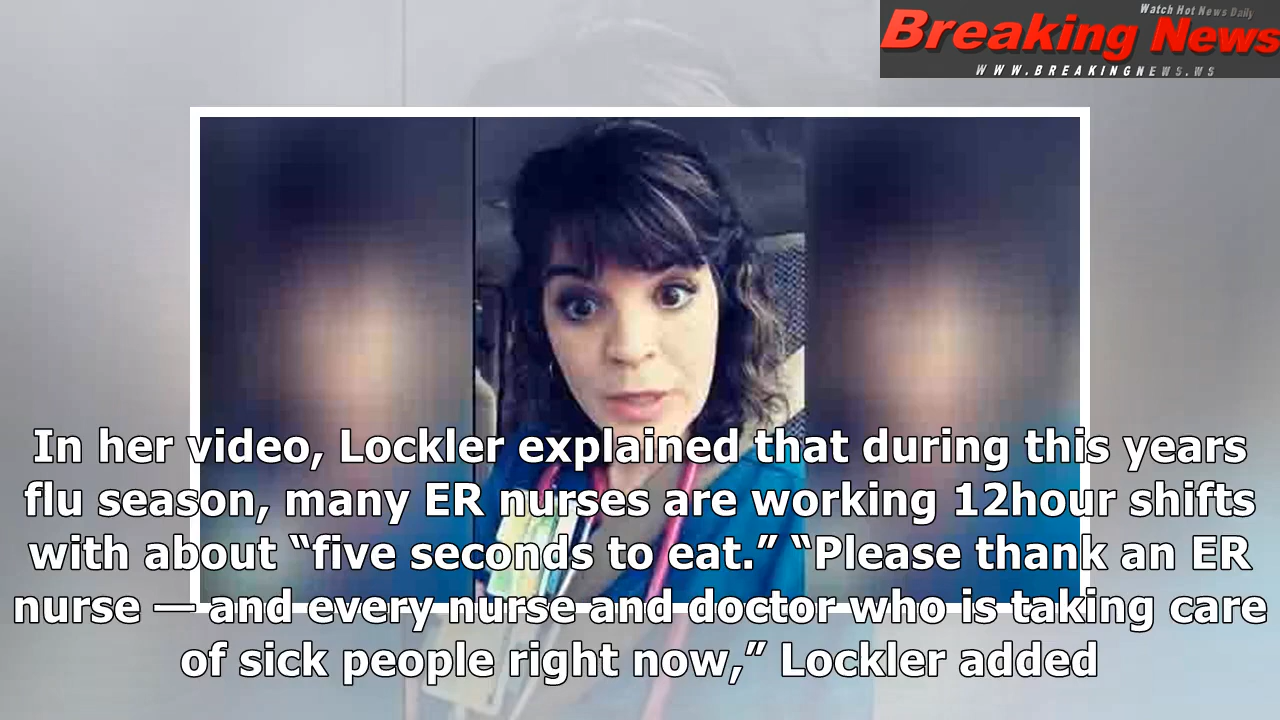 Watch Hot News Daily
Breaking News
WWW.BREAKINGNEWS.WS
In her video, Lockler explained that during this years
flu season, many ER nurses are working 12hour shifts
with about “five seconds to eat.” “Please thank an ER
nurse — and every nurse and doctor who is taking care
of sick people right now,” Lockler added